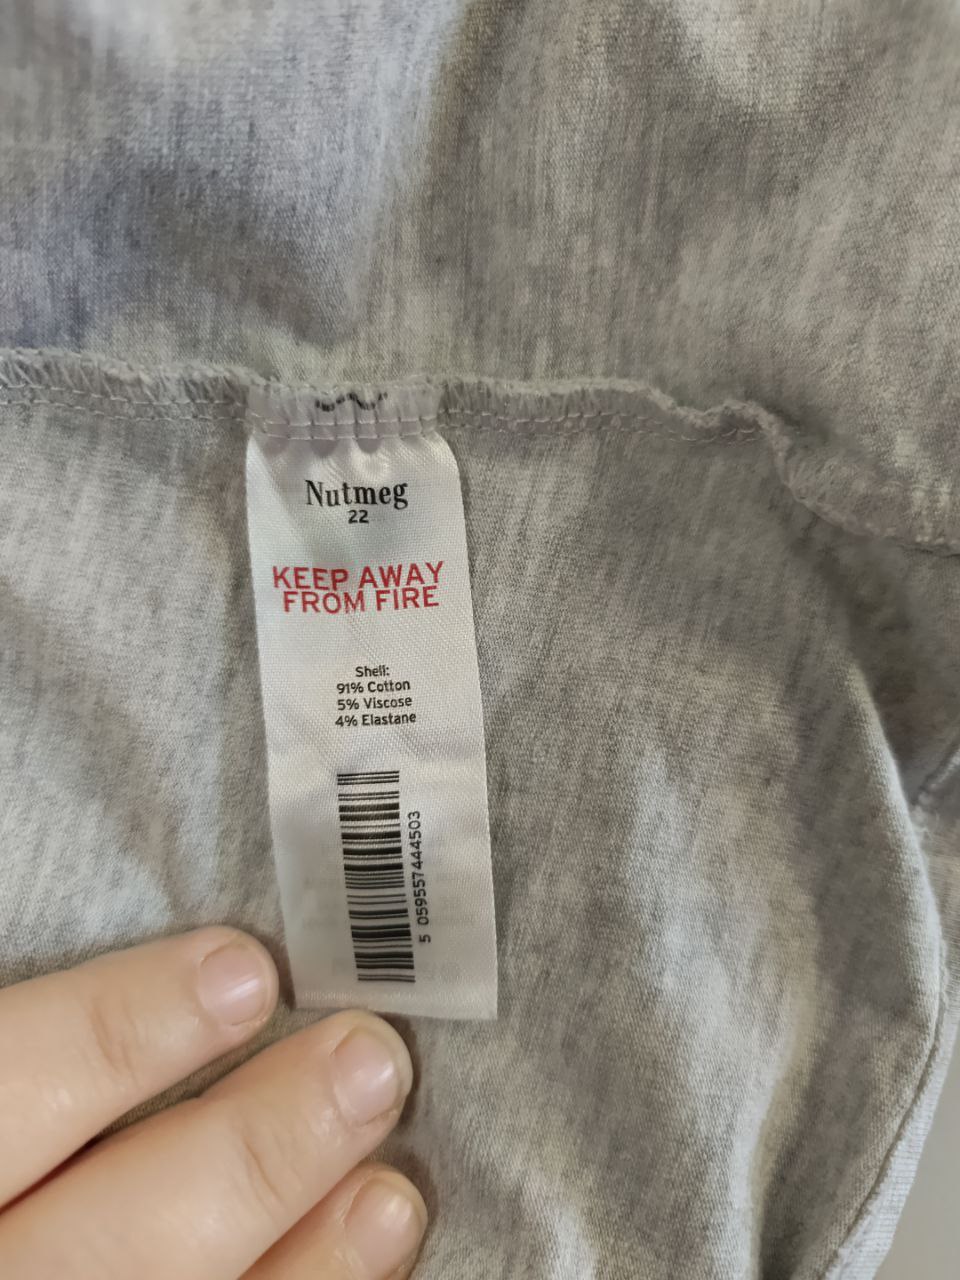 Nutmeg
22
KEEP AWAY
FROM FIRE
Shell:
91% Cotton
5% Viscose
4% Elastane
5 059557444503